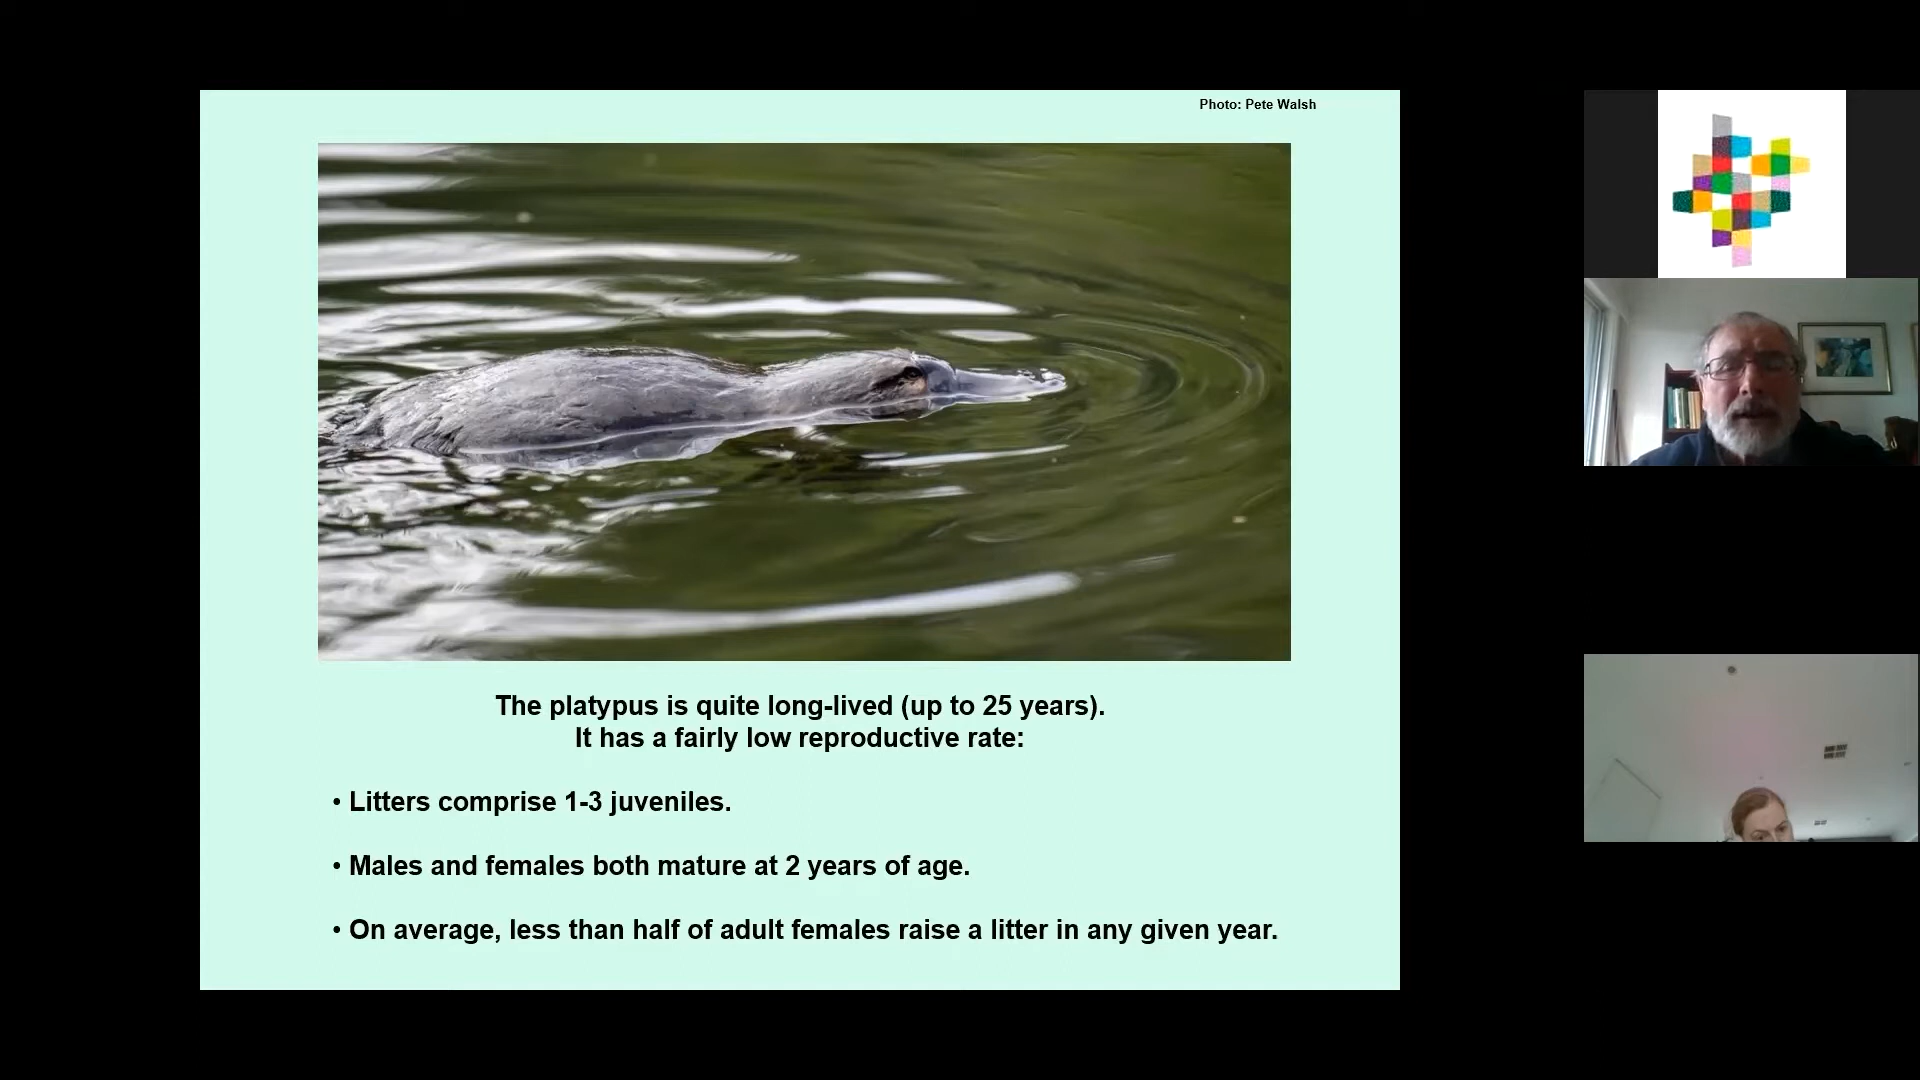 Photo: Pete Walsh
The platypus is quite long-lived (up to 25 years).
It has a fairly low reproductive rate:
• Litters comprise 1-3 juveniles.
• Males and females both mature at 2 years of age.
• On average, less than half of adult females raise a litter in any given year.